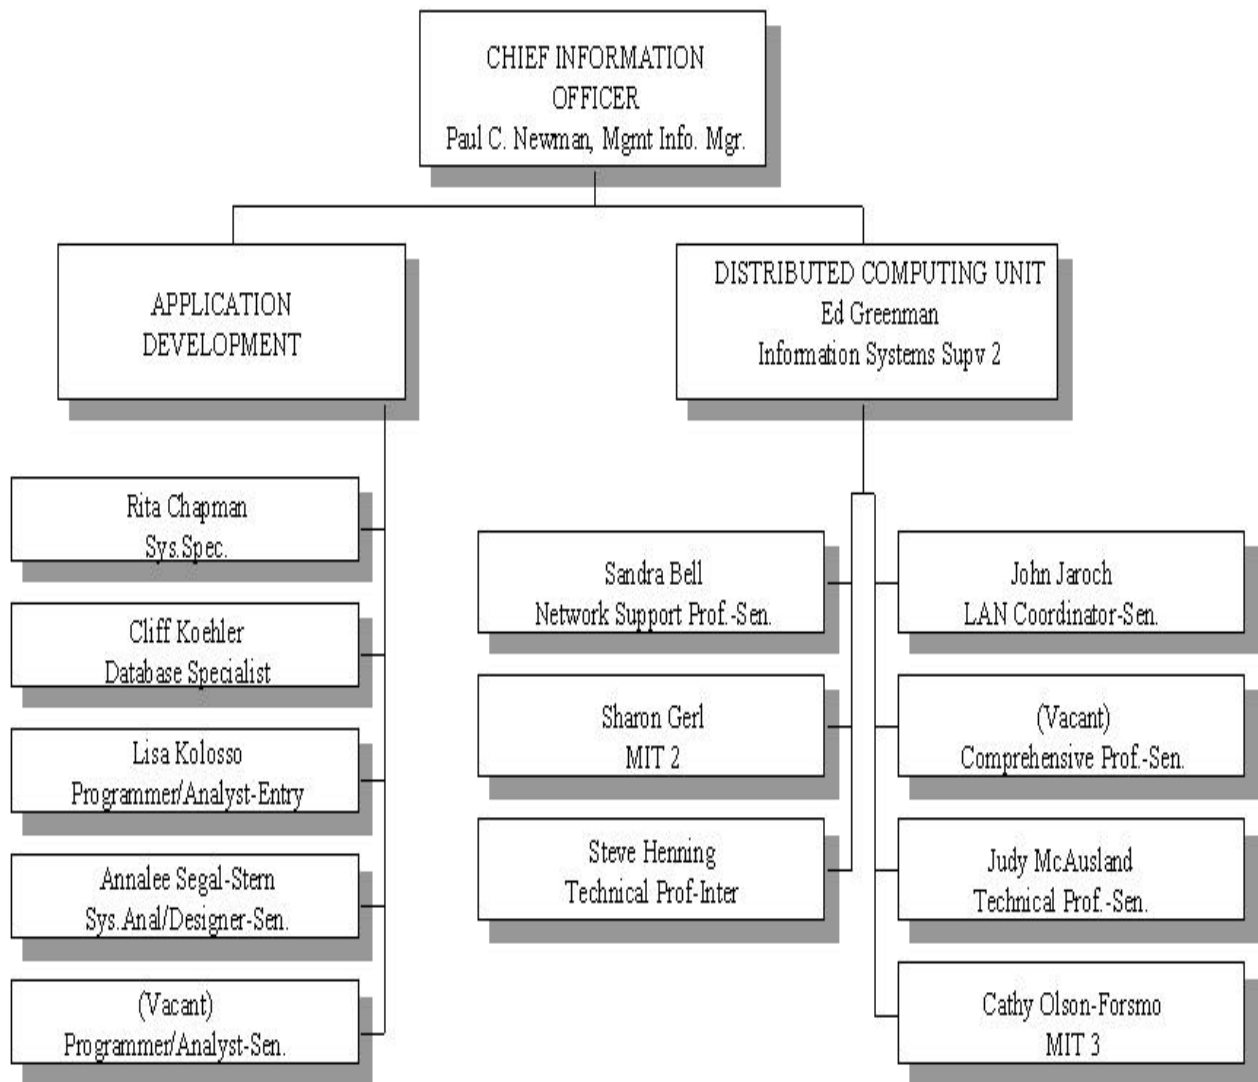 CHIEF INFORMATION
OFFICER
Paul C. Newman, Mgmt Info. Mgr.
APPLICATION
DEVELOPMENT
DISTRIBUTED COMPUTING UNIT
Ed Greenman
Information Systems Supv 2
Rita Chapman
Sys.Spec.
Cliff Koehler
Database Specialist
Lisa Kolosso
Programmer/Analyst-Entry
Annalee Segal-Stern
Sys.Anal/Designer-Sen.
(Vacant)
Programmer/Analyst-Sen.
Sandra Bell
Network Support Prof.-Sen.
Sharon Gerl
MIT 2
Steve Henning
Technical Prof-Inter
John Jaroch
LAN Coordinator-Sen.
(Vacant)
Comprehensive Prof.-Sen.
Judy McAusland
Technical Prof.-Sen.
Cathy Olson-Forsmo
MIT 3